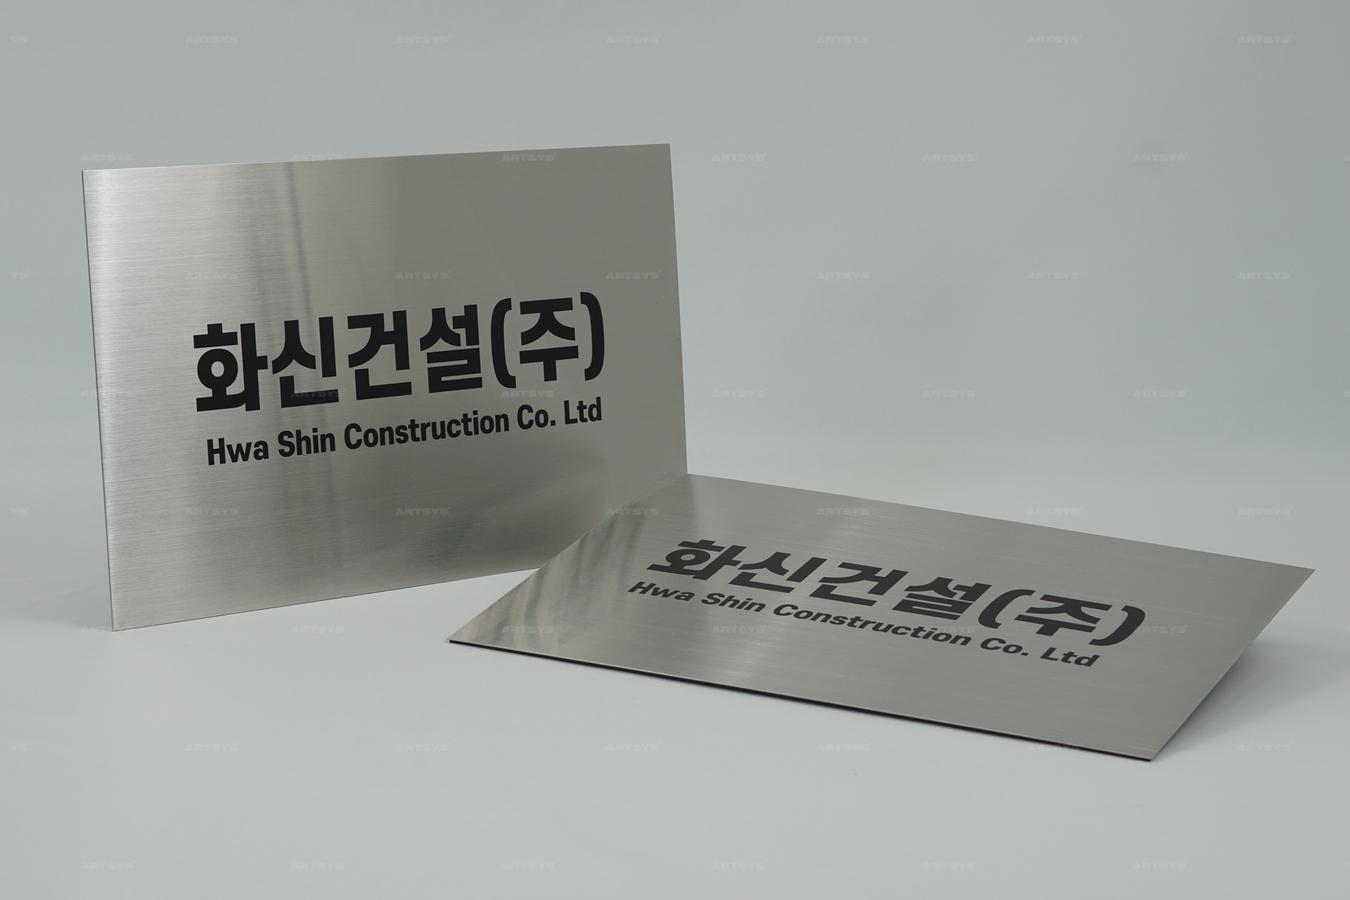 화신건설(주)
Hwa Shin Construction Co. Ltd
화신건설(주)
Hwa Shin Construction Co. Ltd
ARTSYS